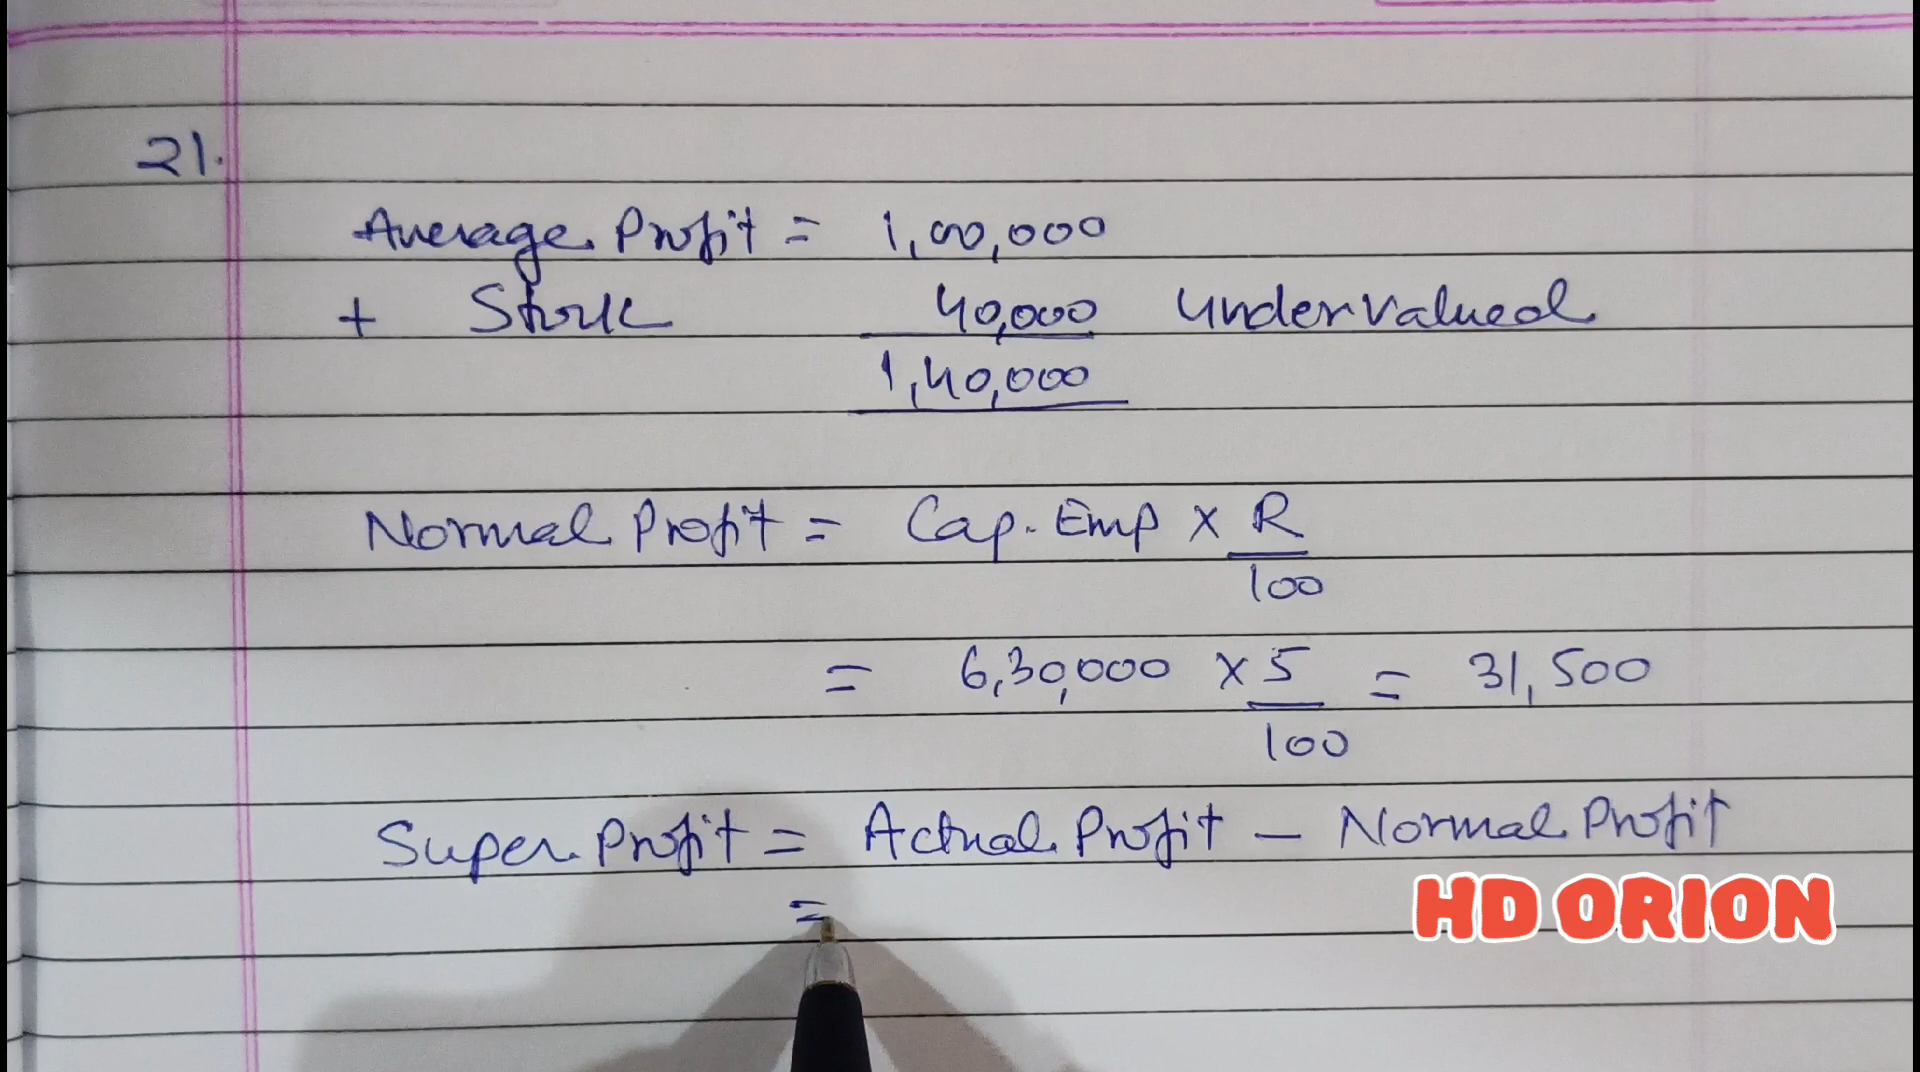 21.
Average Profit = 1,00,000
+ Stock 40,000 undervalued
1,40,000
Normal Profit = Cap. Emp × R
100
= 6,30,000 × 5 = 31,500
100
Super Profit = Actual Profit – Normal Profit
=
HD ORION